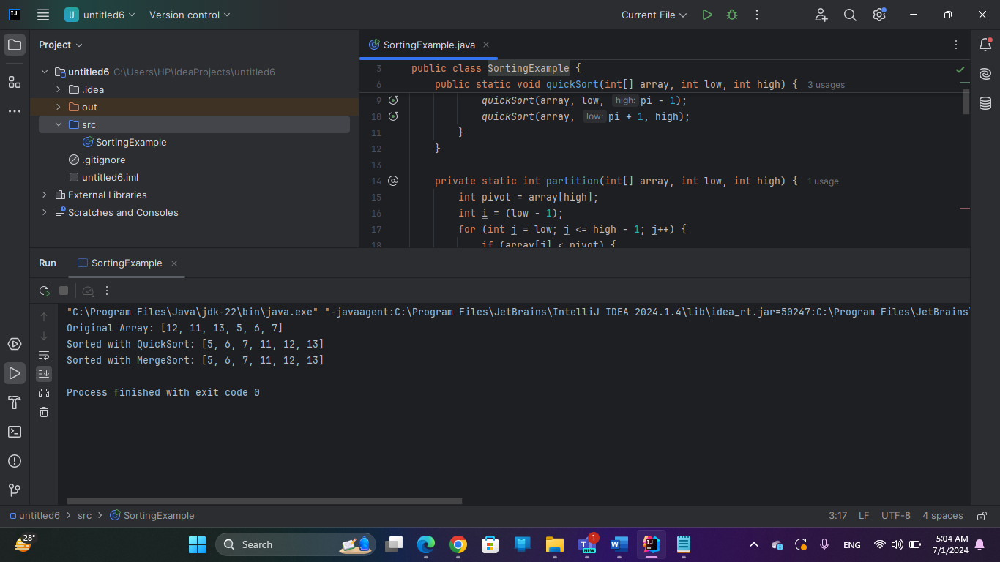 U untitled6 Version control Current File
Project
SortingExample.java
untitled6 C:\Users\HP\IdeaProjects\untitled6
.idea
out
src
SortingExample
.gitignore
untitled6.iml
External Libraries
Scratches and Consoles
3 public class SortingExample {
6 public static void quickSort(int[] array, int low, int high) { 3 usages
9 quickSort(array, low, high: pi - 1);
10 quickSort(array, low: pi + 1, high);
11 }
12 }
13
14 @ private static int partition(int[] array, int low, int high) { 1 usage
15 int pivot = array[high];
16 int i = (low - 1);
17 for (int j = low; j <= high - 1; j++) {
18 if (array[j] < pivot) {
Run SortingExample
"C:\Program Files\Java\jdk-22\bin\java.exe" "-javaagent:C:\Program Files\JetBrains\IntelliJ IDEA 2024.1.4\lib\idea_rt.jar=50247:C:\Program Files\JetBrains\
Original Array: [12, 11, 13, 5, 6, 7]
Sorted with QuickSort: [5, 6, 7, 11, 12, 13]
Sorted with MergeSort: [5, 6, 7, 11, 12, 13]
Process finished with exit code 0
untitled6 > src > SortingExample 3:17 LF UTF-8 4 spaces
28° Search 1 NEW ENG 5:04 AM
7/1/2024